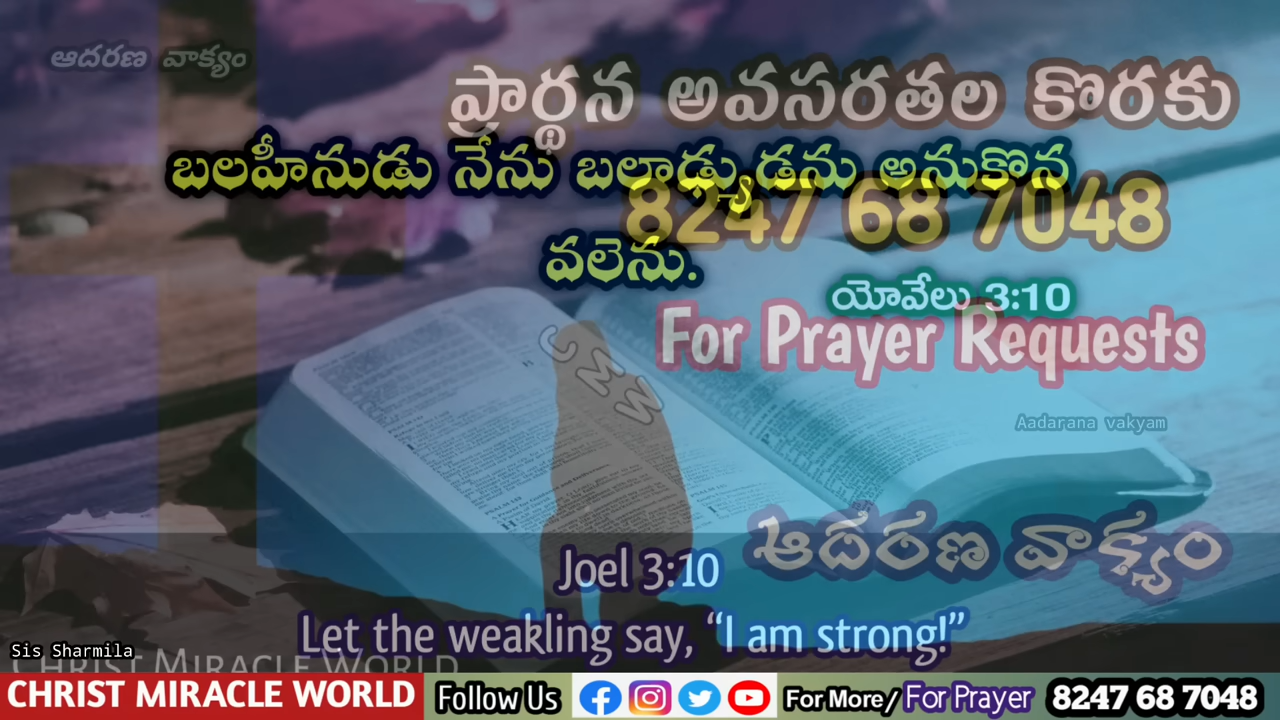 ఆదరణ వాక్యం
ప్రార్థన అవసరతల కొరకు
బలహీనుడు నేను బలాఢ్యుడను అనుకొన
8247 68 7048
వలెను.
యోవేలు 3:10
For Prayer Requests
CMW
Aadarana vakyam
ఆదరణ వాక్యం
Joel 3:10
Let the weakling say, “I am strong!”
Sis Sharmila
CHRIST MIRACLE WORLD
CHRIST MIRACLE WORLD Follow Us For More/ For Prayer 8247 68 7048